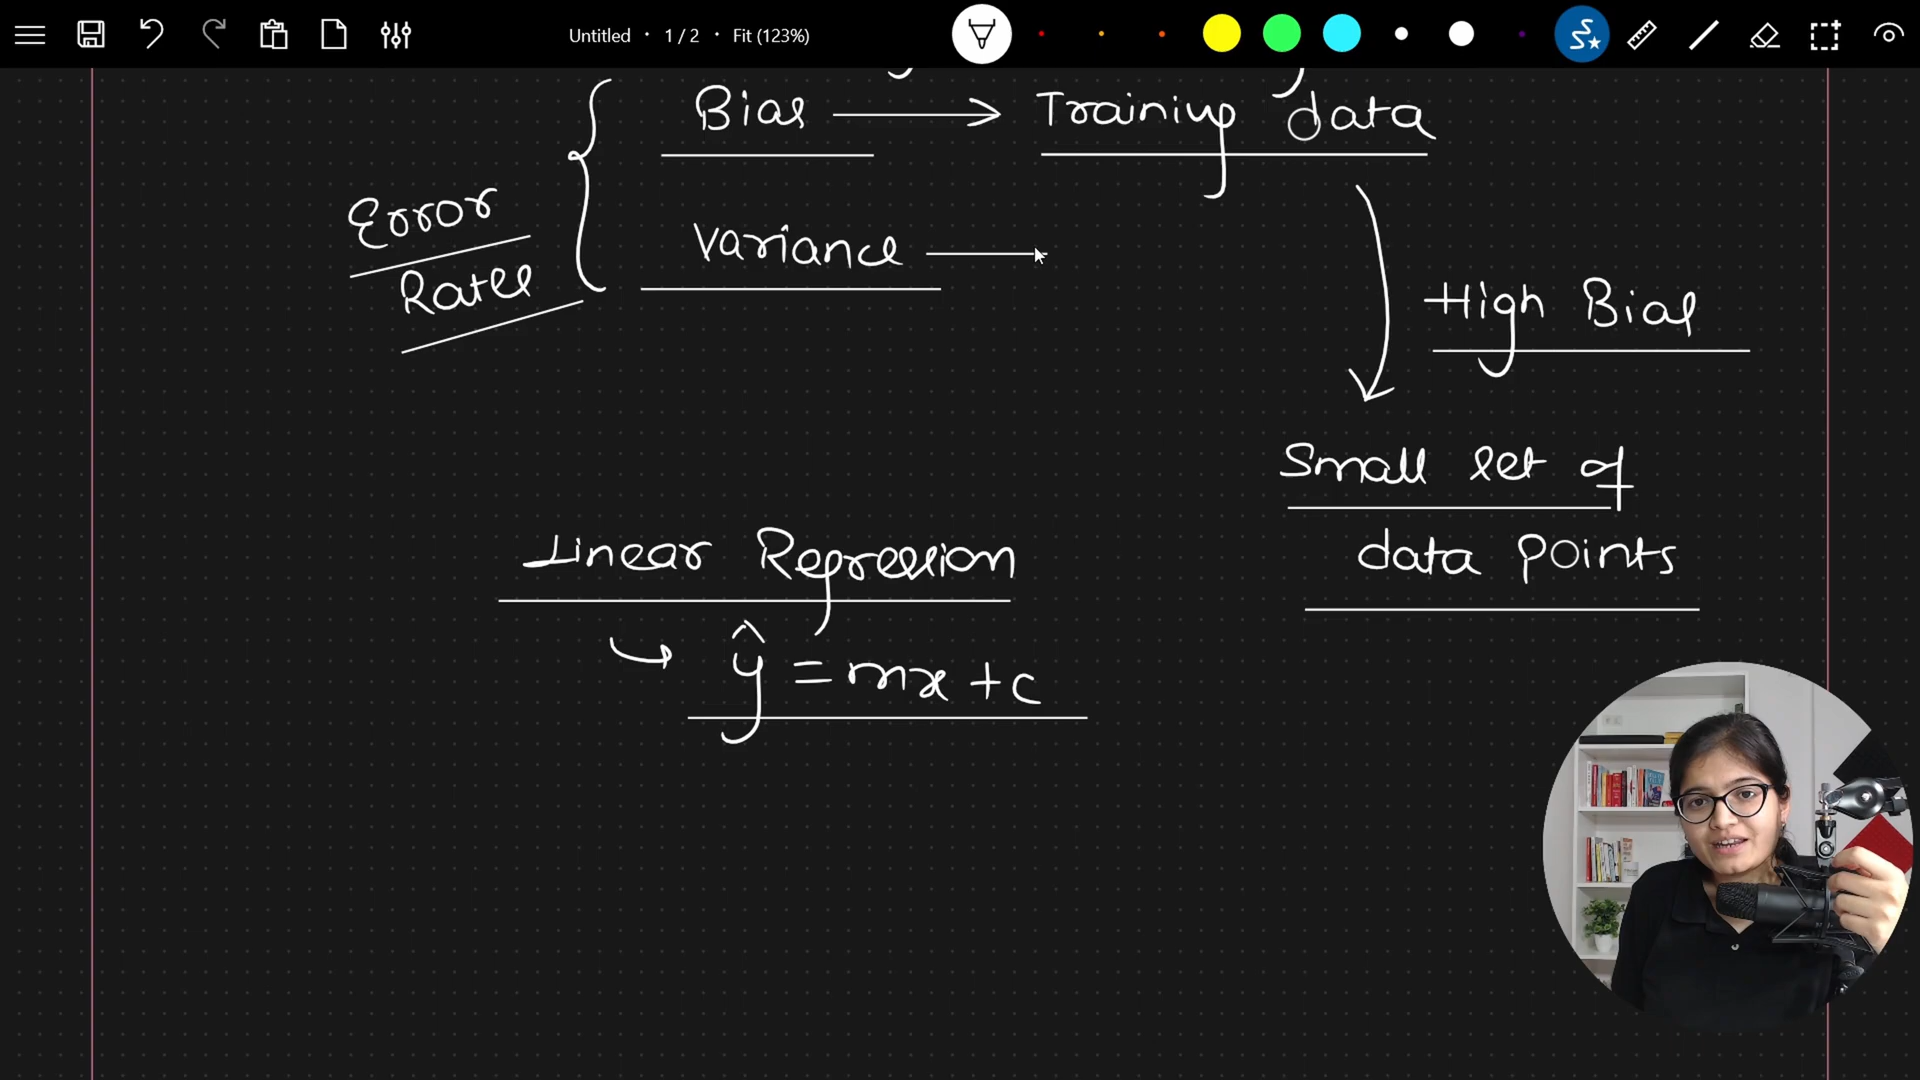 Untitled • 1 / 2 • Fit (123%)
Bias → Training data
Error
Rates
Variance —
High Bias
Small set of
data points
Linear Regression
ŷ = mx + c